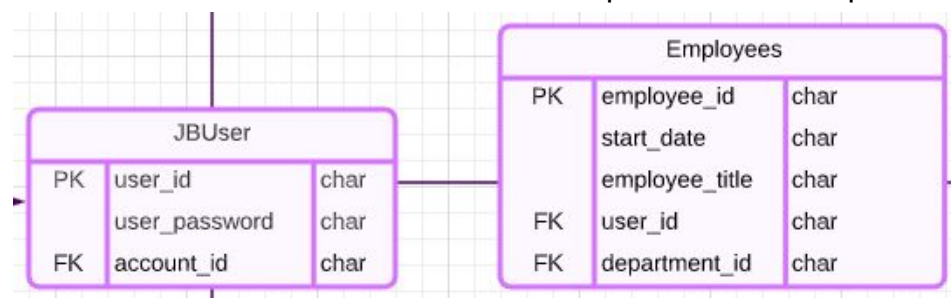 JBUser
PK user_id char
user_password char
FK account_id char
Employees
PK employee_id char
start_date char
employee_title char
FK user_id char
FK department_id char